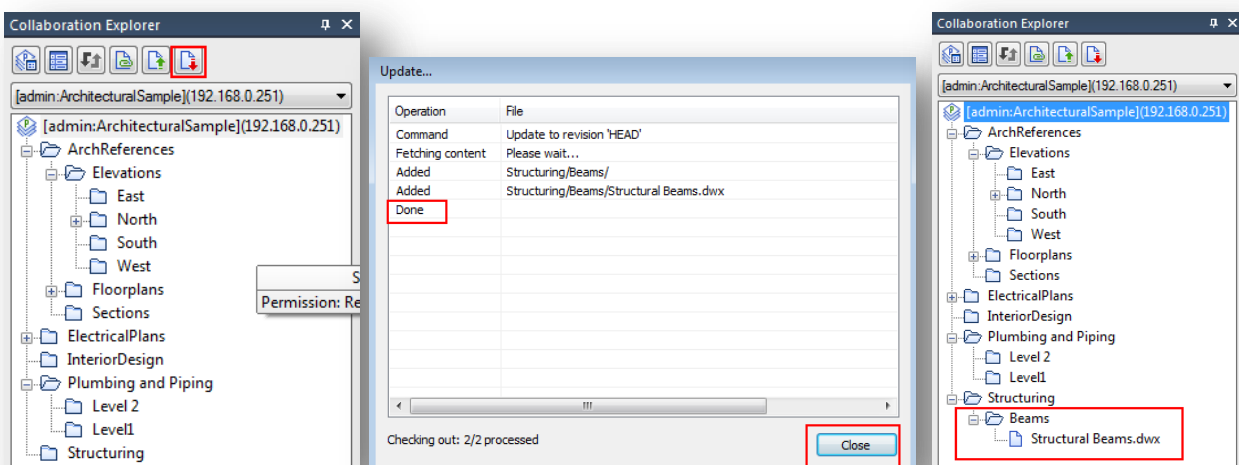 Collaboration Explorer
[admin:ArchitecturalSample](192.168.0.251)
[admin:ArchitecturalSample](192.168.0.251)
ArchReferences
Elevations
East
North
South
West
Floorplans
Sections
ElectricalPlans
InteriorDesign
Plumbing and Piping
Level 2
Level1
Structuring
S
Permission: Re
Update...
Operation File
Command Update to revision 'HEAD'
Fetching content Please wait...
Added Structuring/Beams/
Added Structuring/Beams/Structural Beams.dwx
Done
Checking out: 2/2 processed
Close
Collaboration Explorer
[admin:ArchitecturalSample](192.168.0.251)
[admin:ArchitecturalSample](192.168.0.251)
ArchReferences
Elevations
East
North
South
West
Floorplans
Sections
ElectricalPlans
InteriorDesign
Plumbing and Piping
Level 2
Level1
Structuring
Beams
Structural Beams.dwx